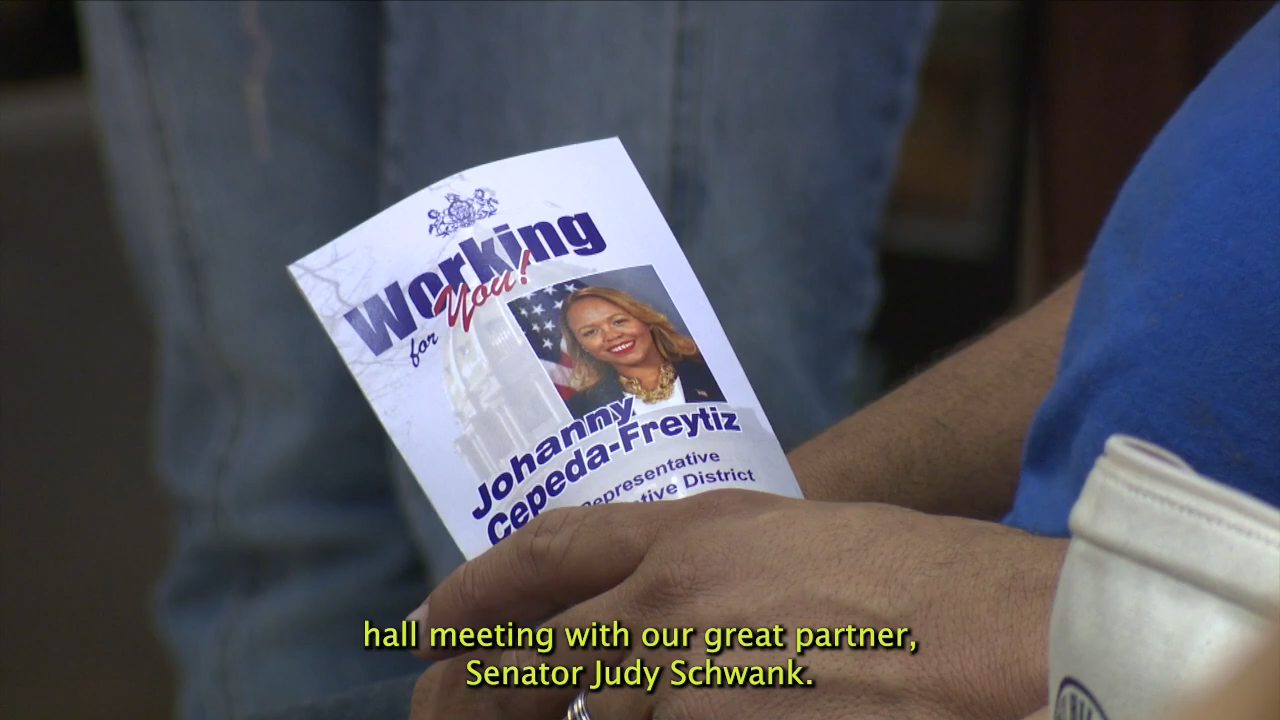 Working
for You!
Johanny
Cepeda-Freytiz
Representative
District
hall meeting with our great partner,
Senator Judy Schwank.